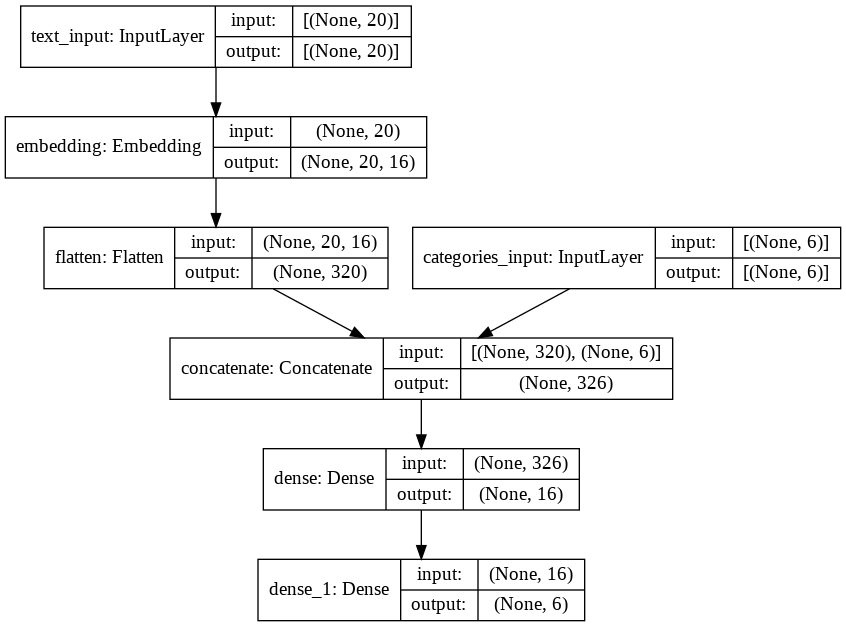 text_input: InputLayer
input: [(None, 20)]
output: [(None, 20)]
embedding: Embedding
input: (None, 20)
output: (None, 20, 16)
flatten: Flatten
input: (None, 20, 16)
output: (None, 320)
categories_input: InputLayer
input: [(None, 6)]
output: [(None, 6)]
concatenate: Concatenate
input: [(None, 320), (None, 6)]
output: (None, 326)
dense: Dense
input: (None, 326)
output: (None, 16)
dense_1: Dense
input: (None, 16)
output: (None, 6)